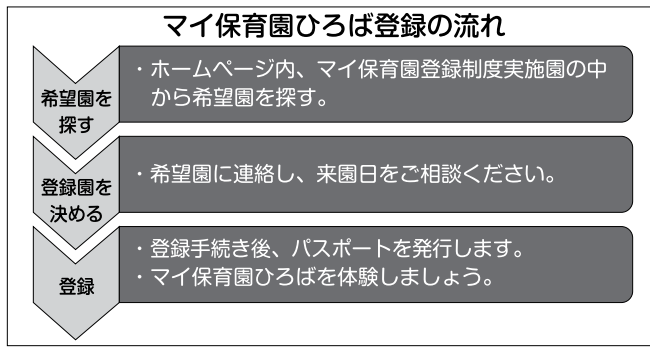 マイ保育園ひろば登録の流れ
希望園を
探す
・ホームページ内、マイ保育園登録制度実施園の中
から希望園を探す。
登録園を
決める
・希望園に連絡し、来園日をご相談ください。
登録
・登録手続き後、パスポートを発行します。
・マイ保育園ひろばを体験しましょう。